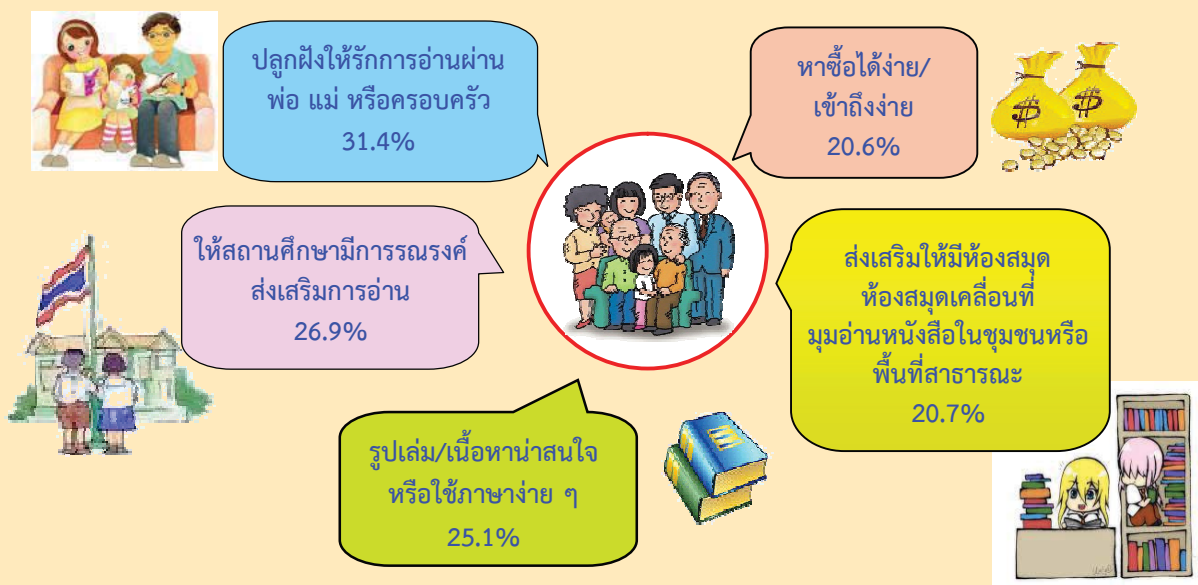 ปลูกฝังให้รักการอ่านผ่าน
พ่อ แม่ หรือครอบครัว
31.4%
หาซื้อได้ง่าย/
เข้าถึงง่าย
20.6%
ให้สถานศึกษามีการรณรงค์
ส่งเสริมการอ่าน
26.9%
ส่งเสริมให้มีห้องสมุด
ห้องสมุดเคลื่อนที่
มุมอ่านหนังสือในชุมชนหรือ
พื้นที่สาธารณะ
20.7%
รูปเล่ม/เนื้อหาน่าสนใจ
หรือใช้ภาษาง่าย ๆ
25.1%